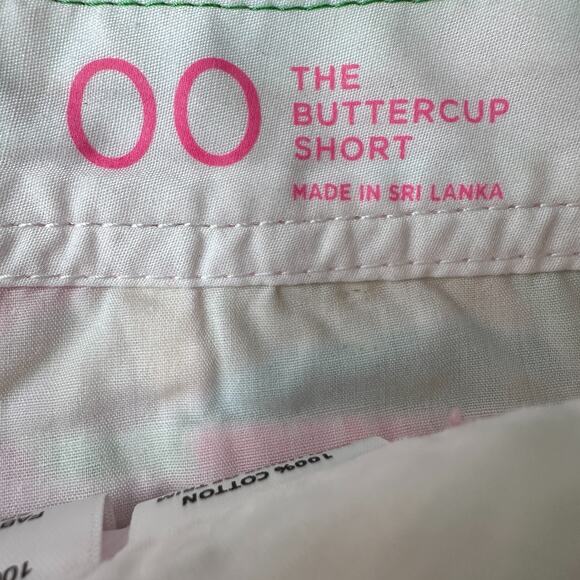 00
THE
BUTTERCUP
SHORT
MADE IN SRI LANKA
100% COTTON